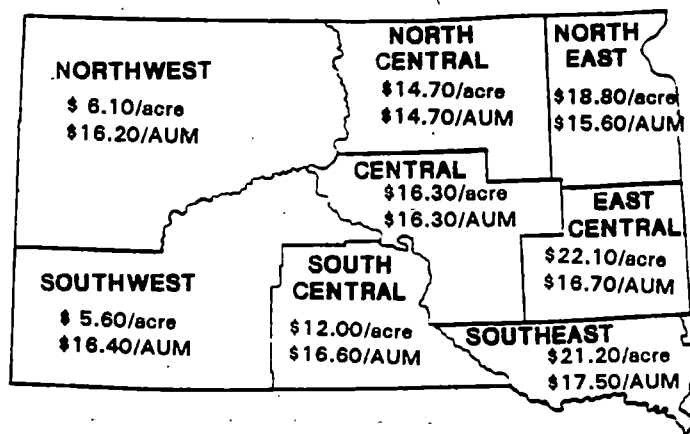 NORTHWEST
$ 6.10/acre
$16.20/AUM
NORTH
CENTRAL
$14.70/acre
$14.70/AUM
NORTH
EAST
$18.80/acre
$15.60/AUM
CENTRAL
$16.30/acre
$16.30/AUM
EAST
CENTRAL
$22.10/acre
$16.70/AUM
SOUTHWEST
$ 5.60/acre
$16.40/AUM
SOUTH
CENTRAL
$12.00/acre
$16.60/AUM
SOUTHEAST
$21.20/acre
$17.50/AUM